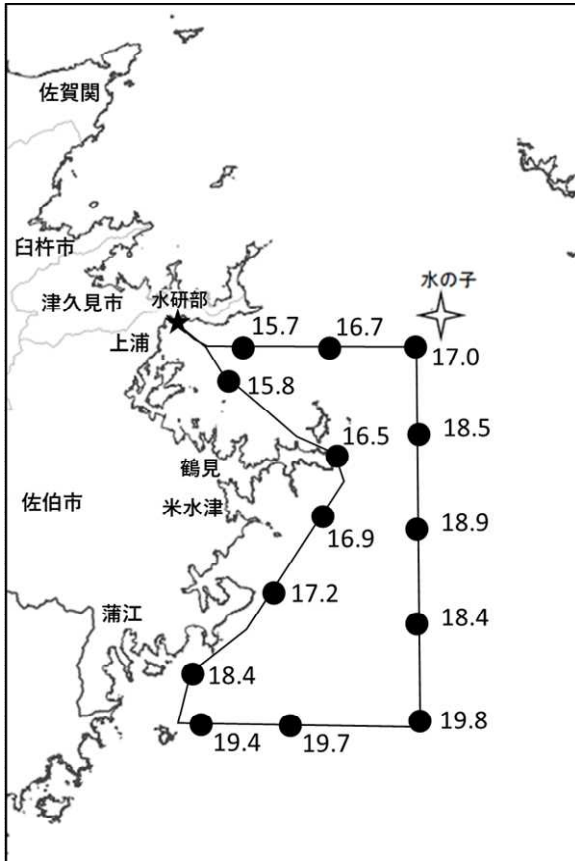 佐賀関
臼杵市
水の子
津久見市
水研部
上浦
15.7
16.7
17.0
15.8
18.5
16.5
鶴見
佐伯市
米水津
16.9
18.9
17.2
蒲江
18.4
18.4
19.4
19.7
19.8